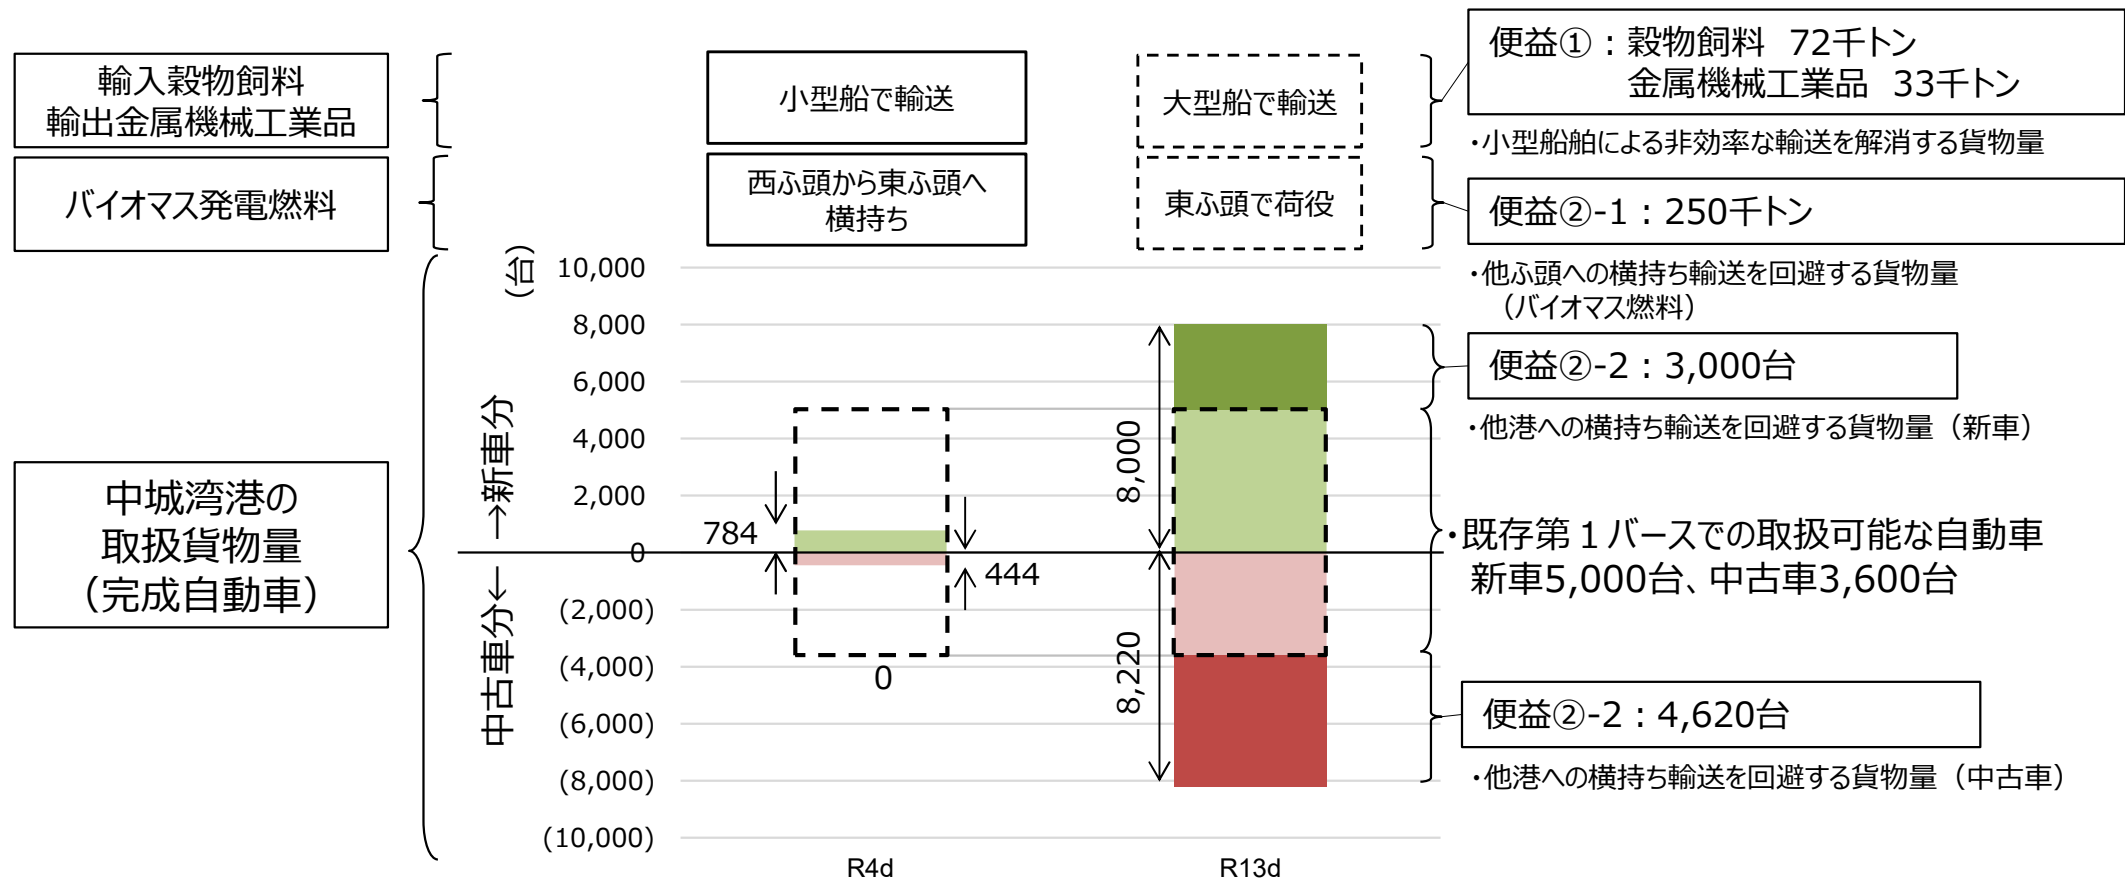 輸入穀物飼料
輸出金属機械工業品
小型船で輸送
大型船で輸送
便益①：穀物飼料 72千トン
金属機械工業品 33千トン
・小型船舶による非効率な輸送を解消する貨物量
バイオマス発電燃料
西ふ頭から東ふ頭へ
横持ち
東ふ頭で荷役
便益②-1：250千トン
・他ふ頭への横持ち輸送を回避する貨物量
（バイオマス燃料）
中城湾港の
取扱貨物量
（完成自動車）
(台)
→新車分
中古車分←
10,000
8,000
6,000
4,000
2,000
0
(2,000)
(4,000)
(6,000)
(8,000)
(10,000)
784
444
0
8,000
8,220
R4d
R13d
便益②-2：3,000台
・他港への横持ち輸送を回避する貨物量（新車）
・既存第１バースでの取扱可能な自動車
新車5,000台、中古車3,600台
便益②-2：4,620台
・他港への横持ち輸送を回避する貨物量（中古車）